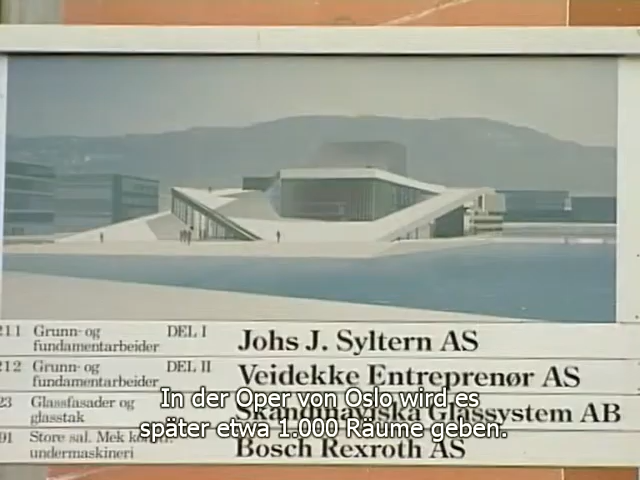 211 Grunn- og DEL I Johs J. Syltern AS
fundamentarbeider
212 Grunn- og DEL II Veidekke Entreprenør AS
fundamentarbeider
23 Glassfasader og Skandinaviska Glassystem AB
glasstak
91 Store sal. Mek
undermaskineri Bosch Rexroth AS
In der Oper von Oslo wird es
später etwa 1.000 Räume geben.